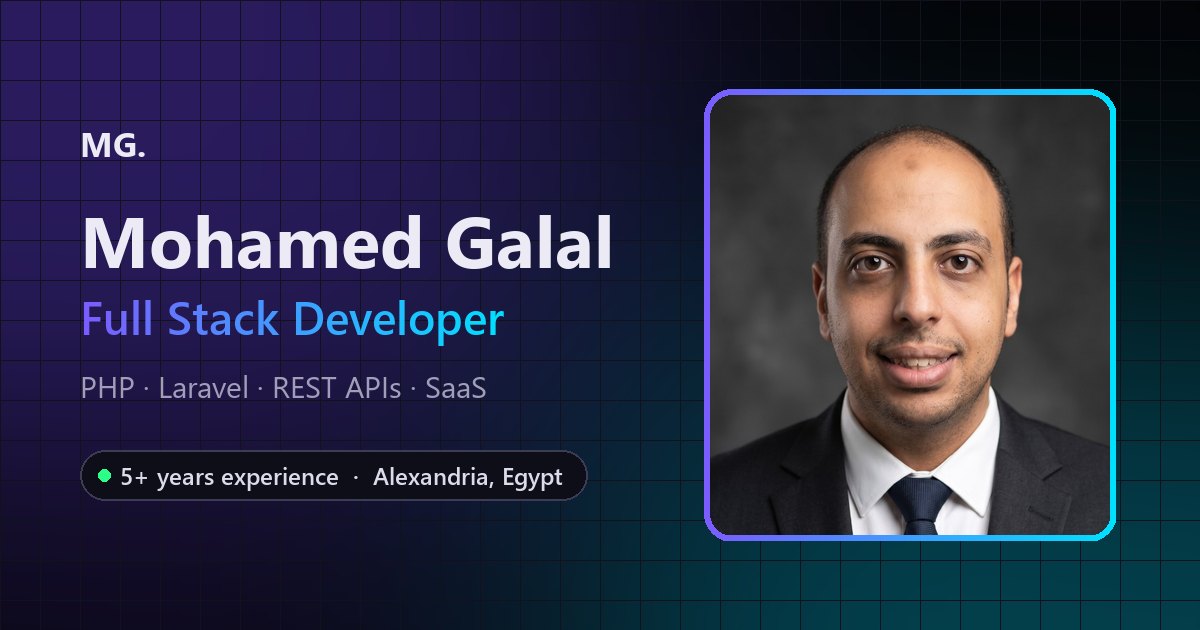 MG.
Mohamed Galal
Full Stack Developer
PHP · Laravel · REST APIs · SaaS
5+ years experience · Alexandria, Egypt